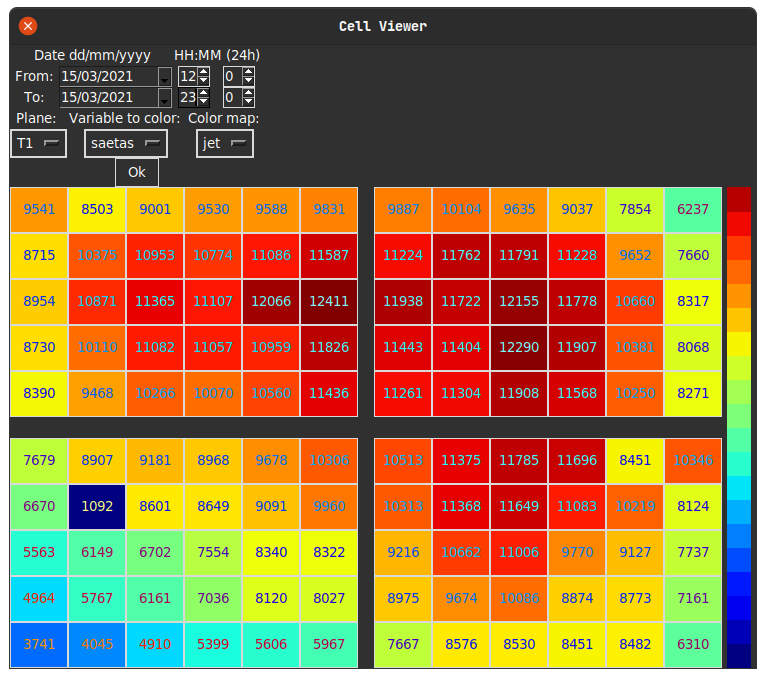 Cell Viewer
Date dd/mm/yyyy HH:MM (24h)
From: 15/03/2021 12 0
To: 15/03/2021 23 0
Plane: Variable to color: Color map:
T1 saetas jet
Ok
9541 8503 9001 9530 9588 9831 9887 10104 9635 9037 7854 6237
8715 10375 10953 10774 11086 11587 11224 11762 11791 11228 9652 7660
8954 10871 11365 11107 12066 12411 11938 11722 12155 11778 10660 8317
8730 10110 11082 11057 10959 11826 11443 11404 12290 11907 10381 8068
8390 9468 10266 10070 10560 11436 11261 11304 11908 11568 10250 8271
7679 8907 9181 8968 9678 10306 10513 11375 11785 11696 8451 10346
6670 1092 8601 8649 9091 9960 10313 11368 11649 11083 10219 8124
5563 6149 6702 7554 8340 8322 9216 10662 11006 9770 9127 7737
4964 5767 6161 7036 8120 8027 8975 9674 10086 8874 8773 7161
3741 4045 4910 5399 5606 5967 7667 8576 8530 8451 8482 6310